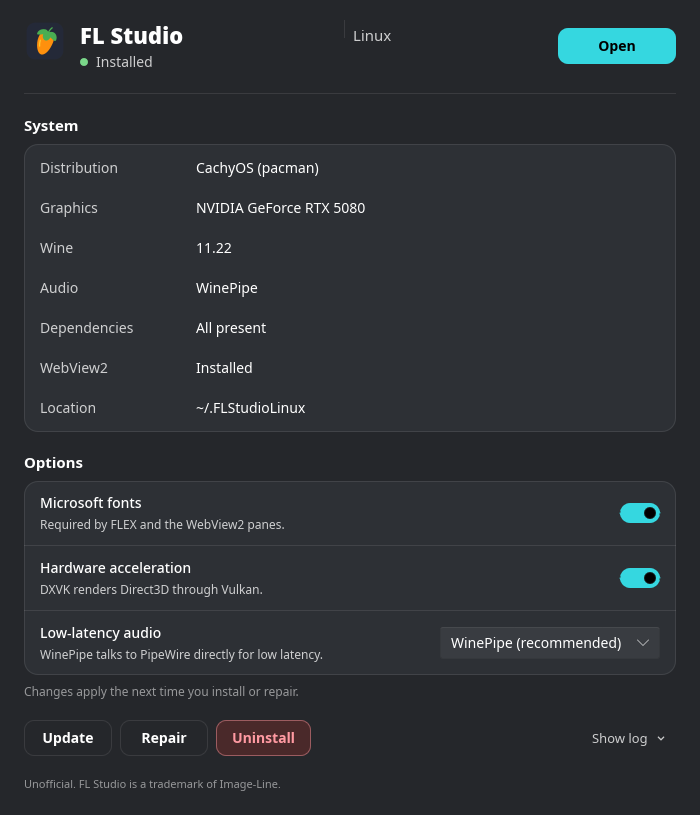 FL Studio
Linux
Installed
Open
System
Distribution CachyOS (pacman)
Graphics NVIDIA GeForce RTX 5080
Wine 11.22
Audio WinePipe
Dependencies All present
WebView2 Installed
Location ~/.FLStudioLinux
Options
Microsoft fonts
Required by FLEX and the WebView2 panes.
Hardware acceleration
DXVK renders Direct3D through Vulkan.
Low-latency audio
WinePipe talks to PipeWire directly for low latency.
WinePipe (recommended)
Changes apply the next time you install or repair.
Update Repair Uninstall Show log
Unofficial. FL Studio is a trademark of Image-Line.